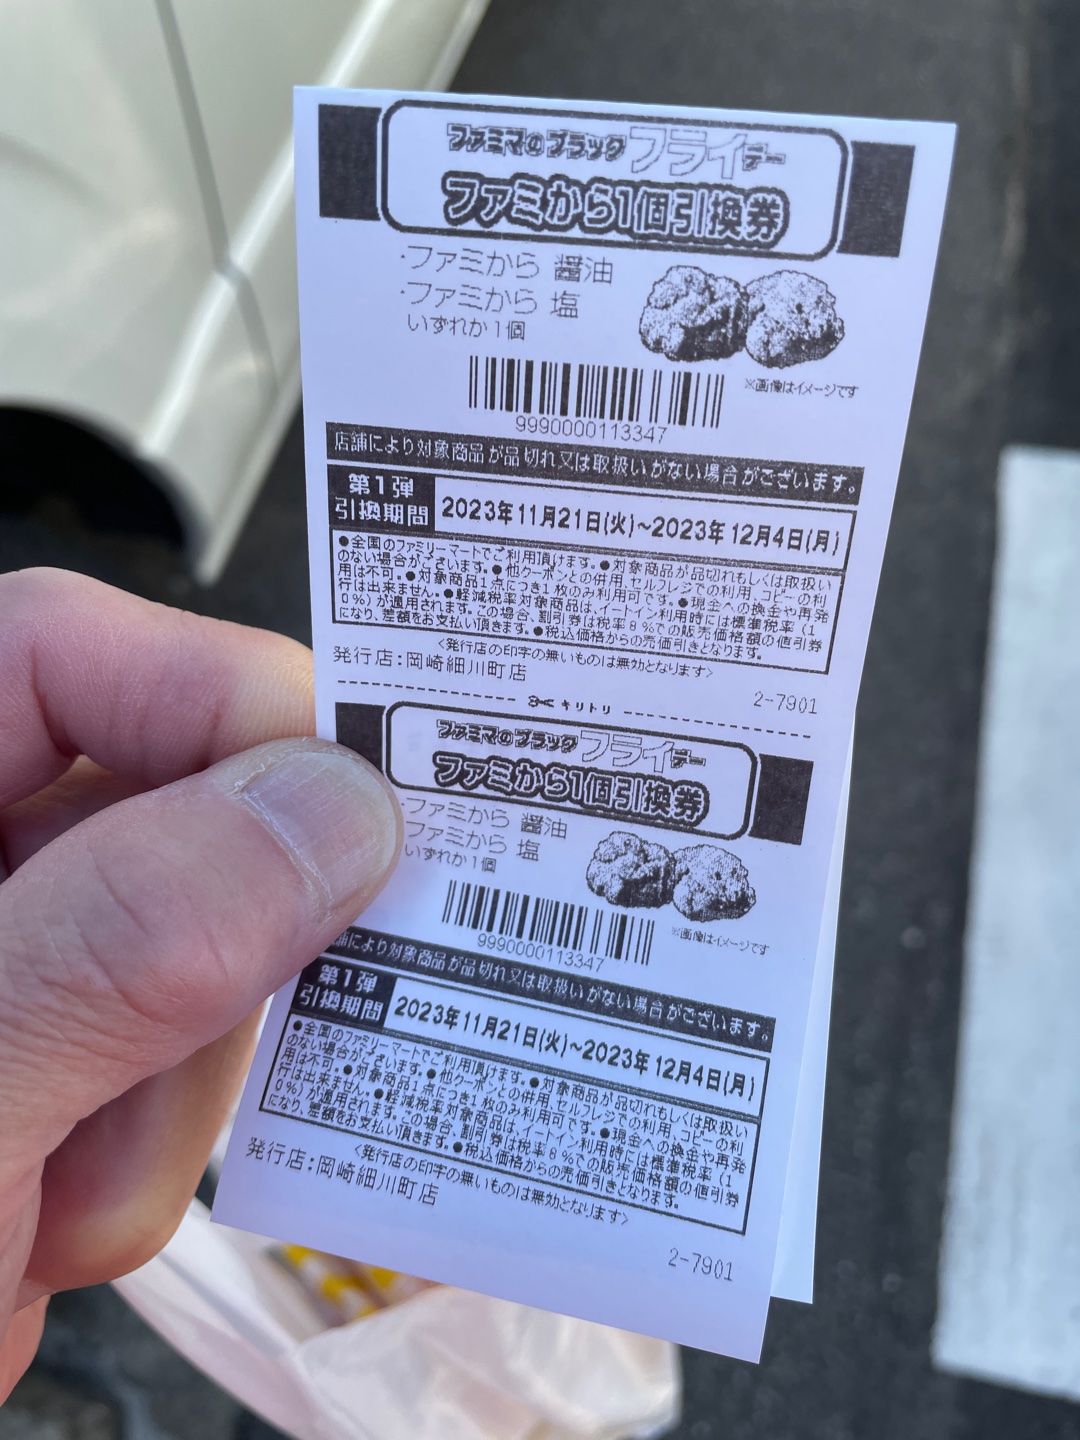 ファミマのブラックフライデー
ファミから1個引換券
・ファミから 醤油
・ファミから 塩
いずれか1個
※画像はイメージです
9990000113347
店舗により対象商品が品切れ又は取扱いがない場合がございます。
第1弾
引換期間
2023年11月21日(火)~2023年12月4日(月)
●全国のファミリーマートでご利用頂けます。●対象商品が品切れもしくは取扱い
のない場合がございます。●他クーポンとの併用、セルフレジでの利用、コピーの利
用は不可。●対象商品1点につき1枚のみ利用可です。●現金への換金や再発
行は出来ません。●軽減税率対象商品は、イートイン利用時には標準税率(1
0%)が適用されます。この場合、割引券は税率8%での販売価格額の値引券
になり、差額をお支払い頂きます。●税込価格からの売価引きとなります。
<発行店の印字の無いものは無効となります>
発行店:岡崎細川町店
2-7901
キリトリ
ファミマのブラックフライデー
ファミから1個引換券
・ファミから 醤油
ファミから 塩
いずれか1個
※画像はイメージです
9990000113347
舗により対象商品が品切れ又は取扱いがない場合がございます。
第1弾
引換期間
2023年11月21日(火)~2023年12月4日(月)
●全国のファミリーマートでご利用頂けます。●対象商品が品切れもしくは取扱い
のない場合がございます。●他クーポンとの併用、セルフレジでの利用、コピーの利
用は不可。●対象商品1点につき1枚のみ利用可です。●現金への換金や再発
行は出来ません。●軽減税率対象商品は、イートイン利用時には標準税率(1
0%)が適用されます。この場合、割引券は税率8%での販売価格額の値引券
になり、差額をお支払い頂きます。●税込価格からの売価引きとなります。
<発行店の印字の無いものは無効となります>
発行店:岡崎細川町店
2-7901